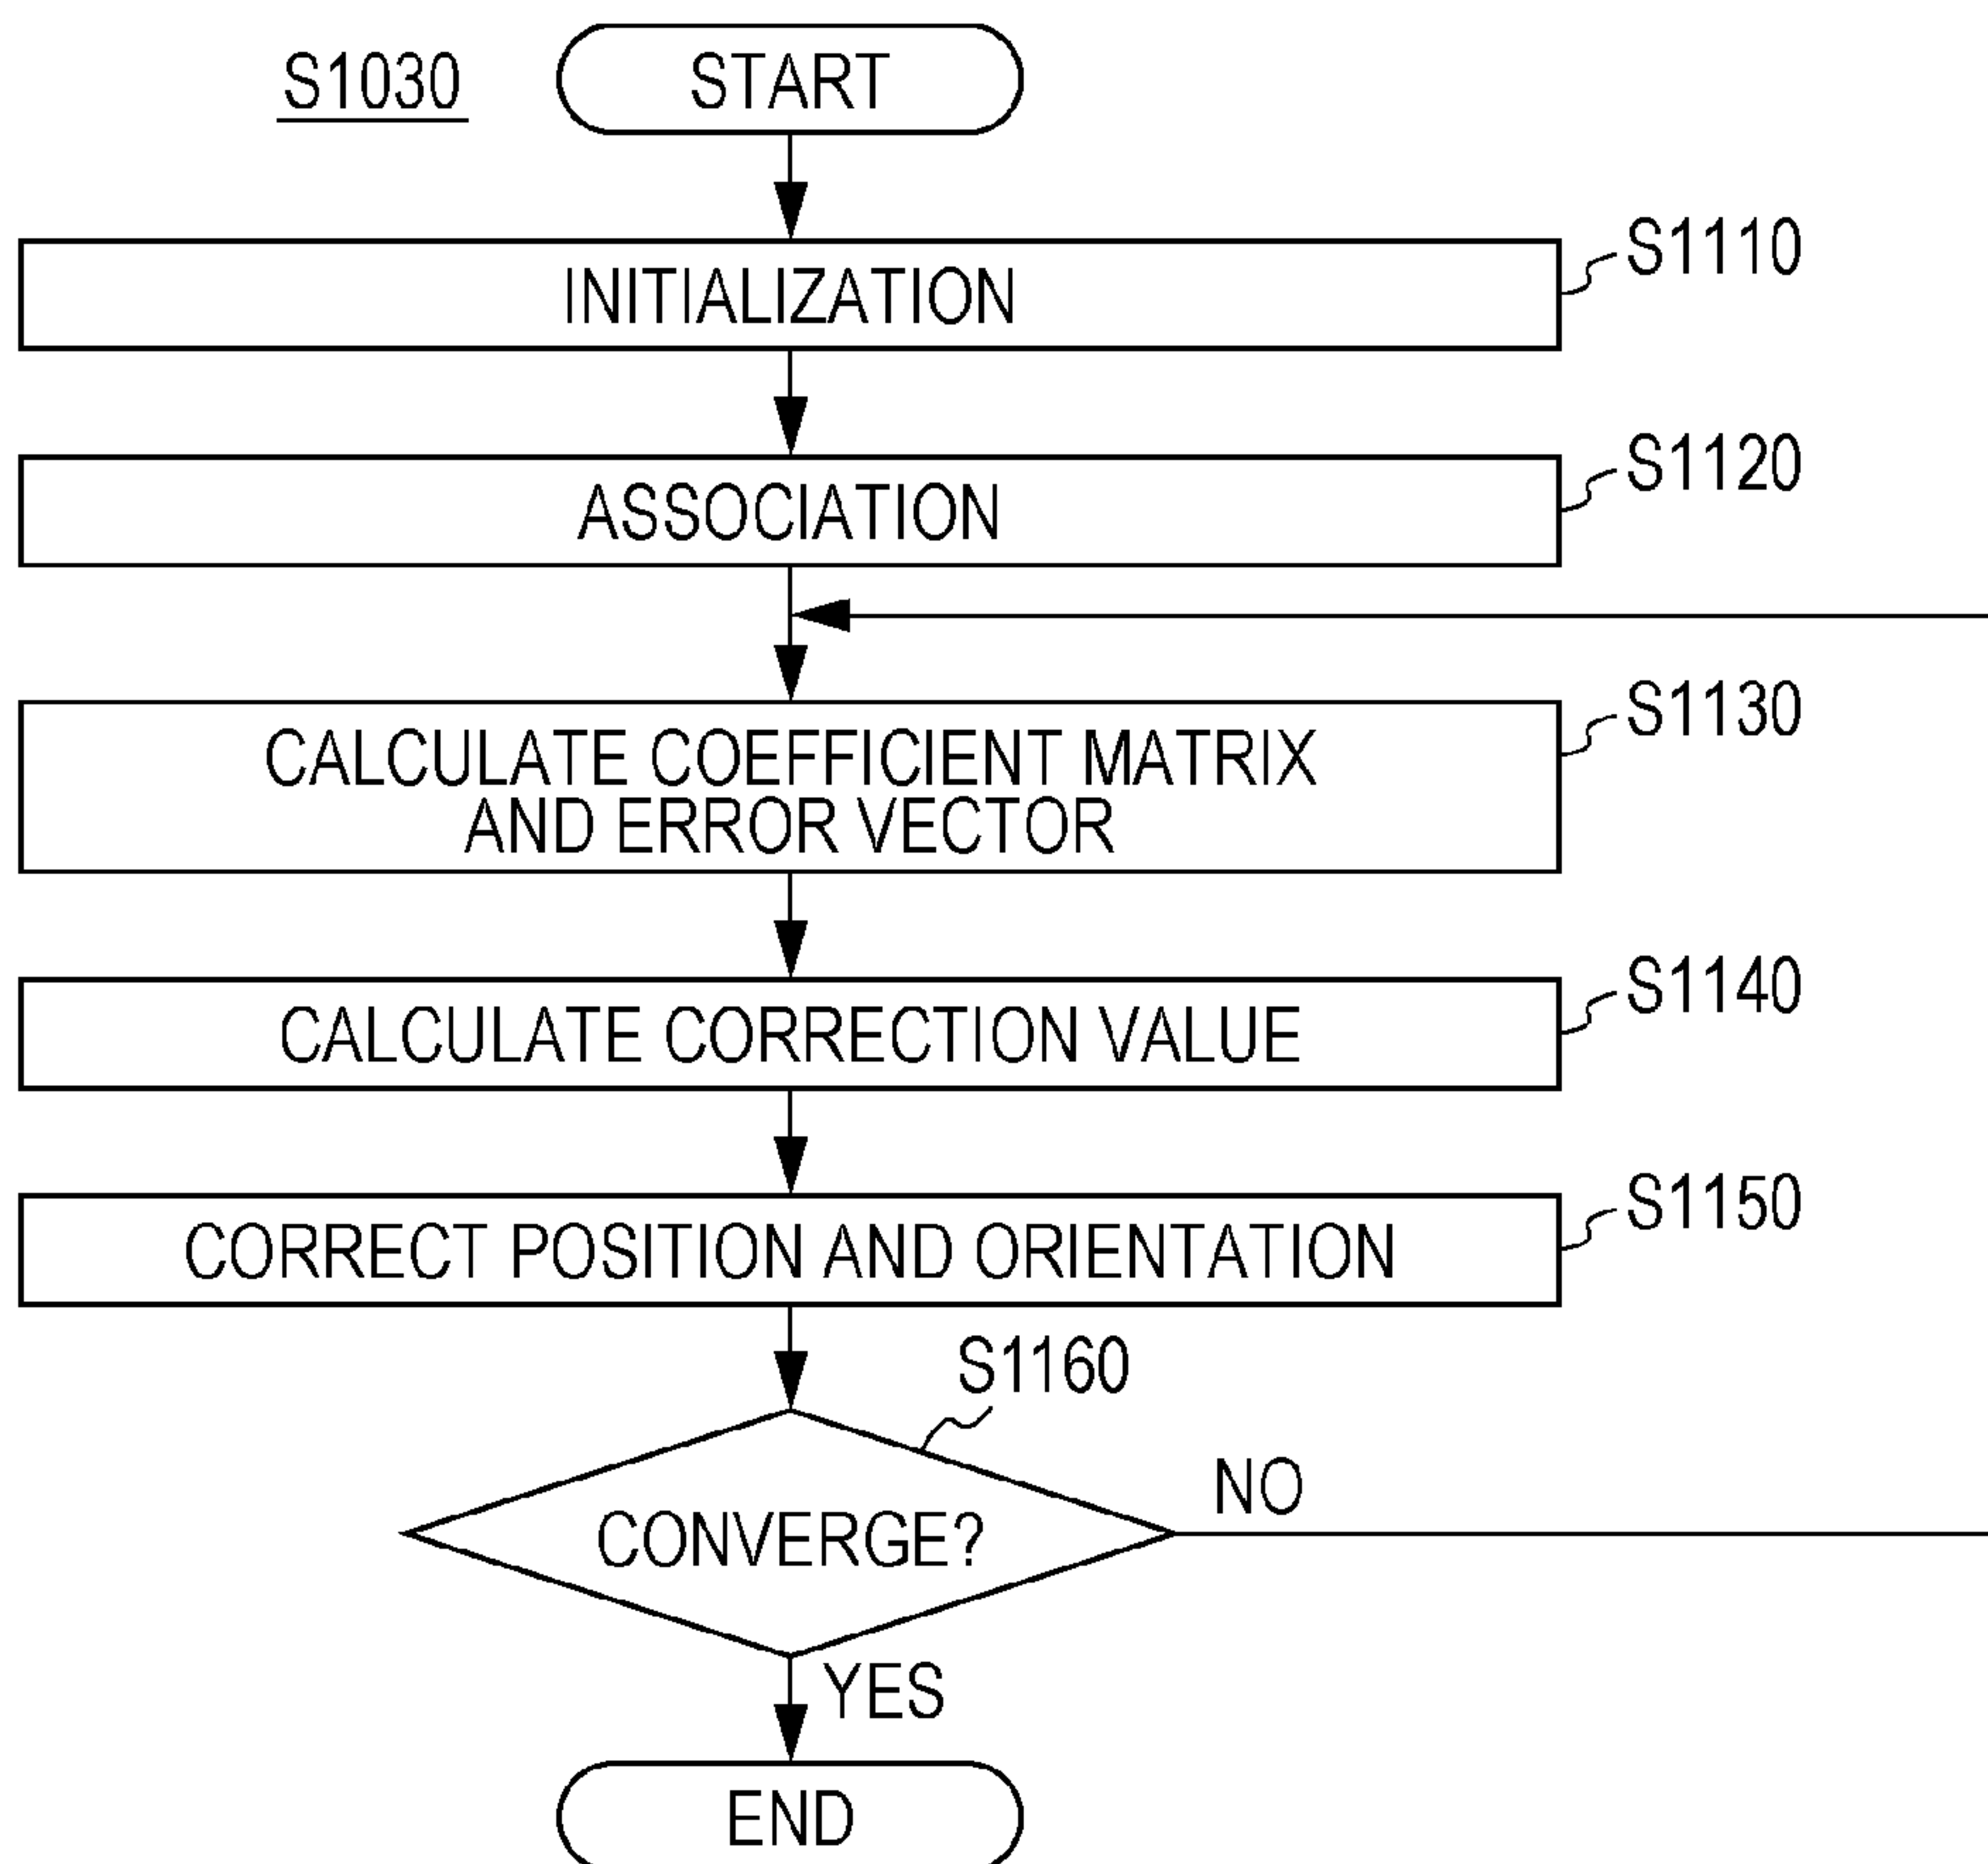 S1030
START
INITIALIZATION
S1110
ASSOCIATION
S1120
CALCULATE COEFFICIENT MATRIX
AND ERROR VECTOR
S1130
CALCULATE CORRECTION VALUE
S1140
CORRECT POSITION AND ORIENTATION
S1150
S1160
CONVERGE?
NO
YES
END